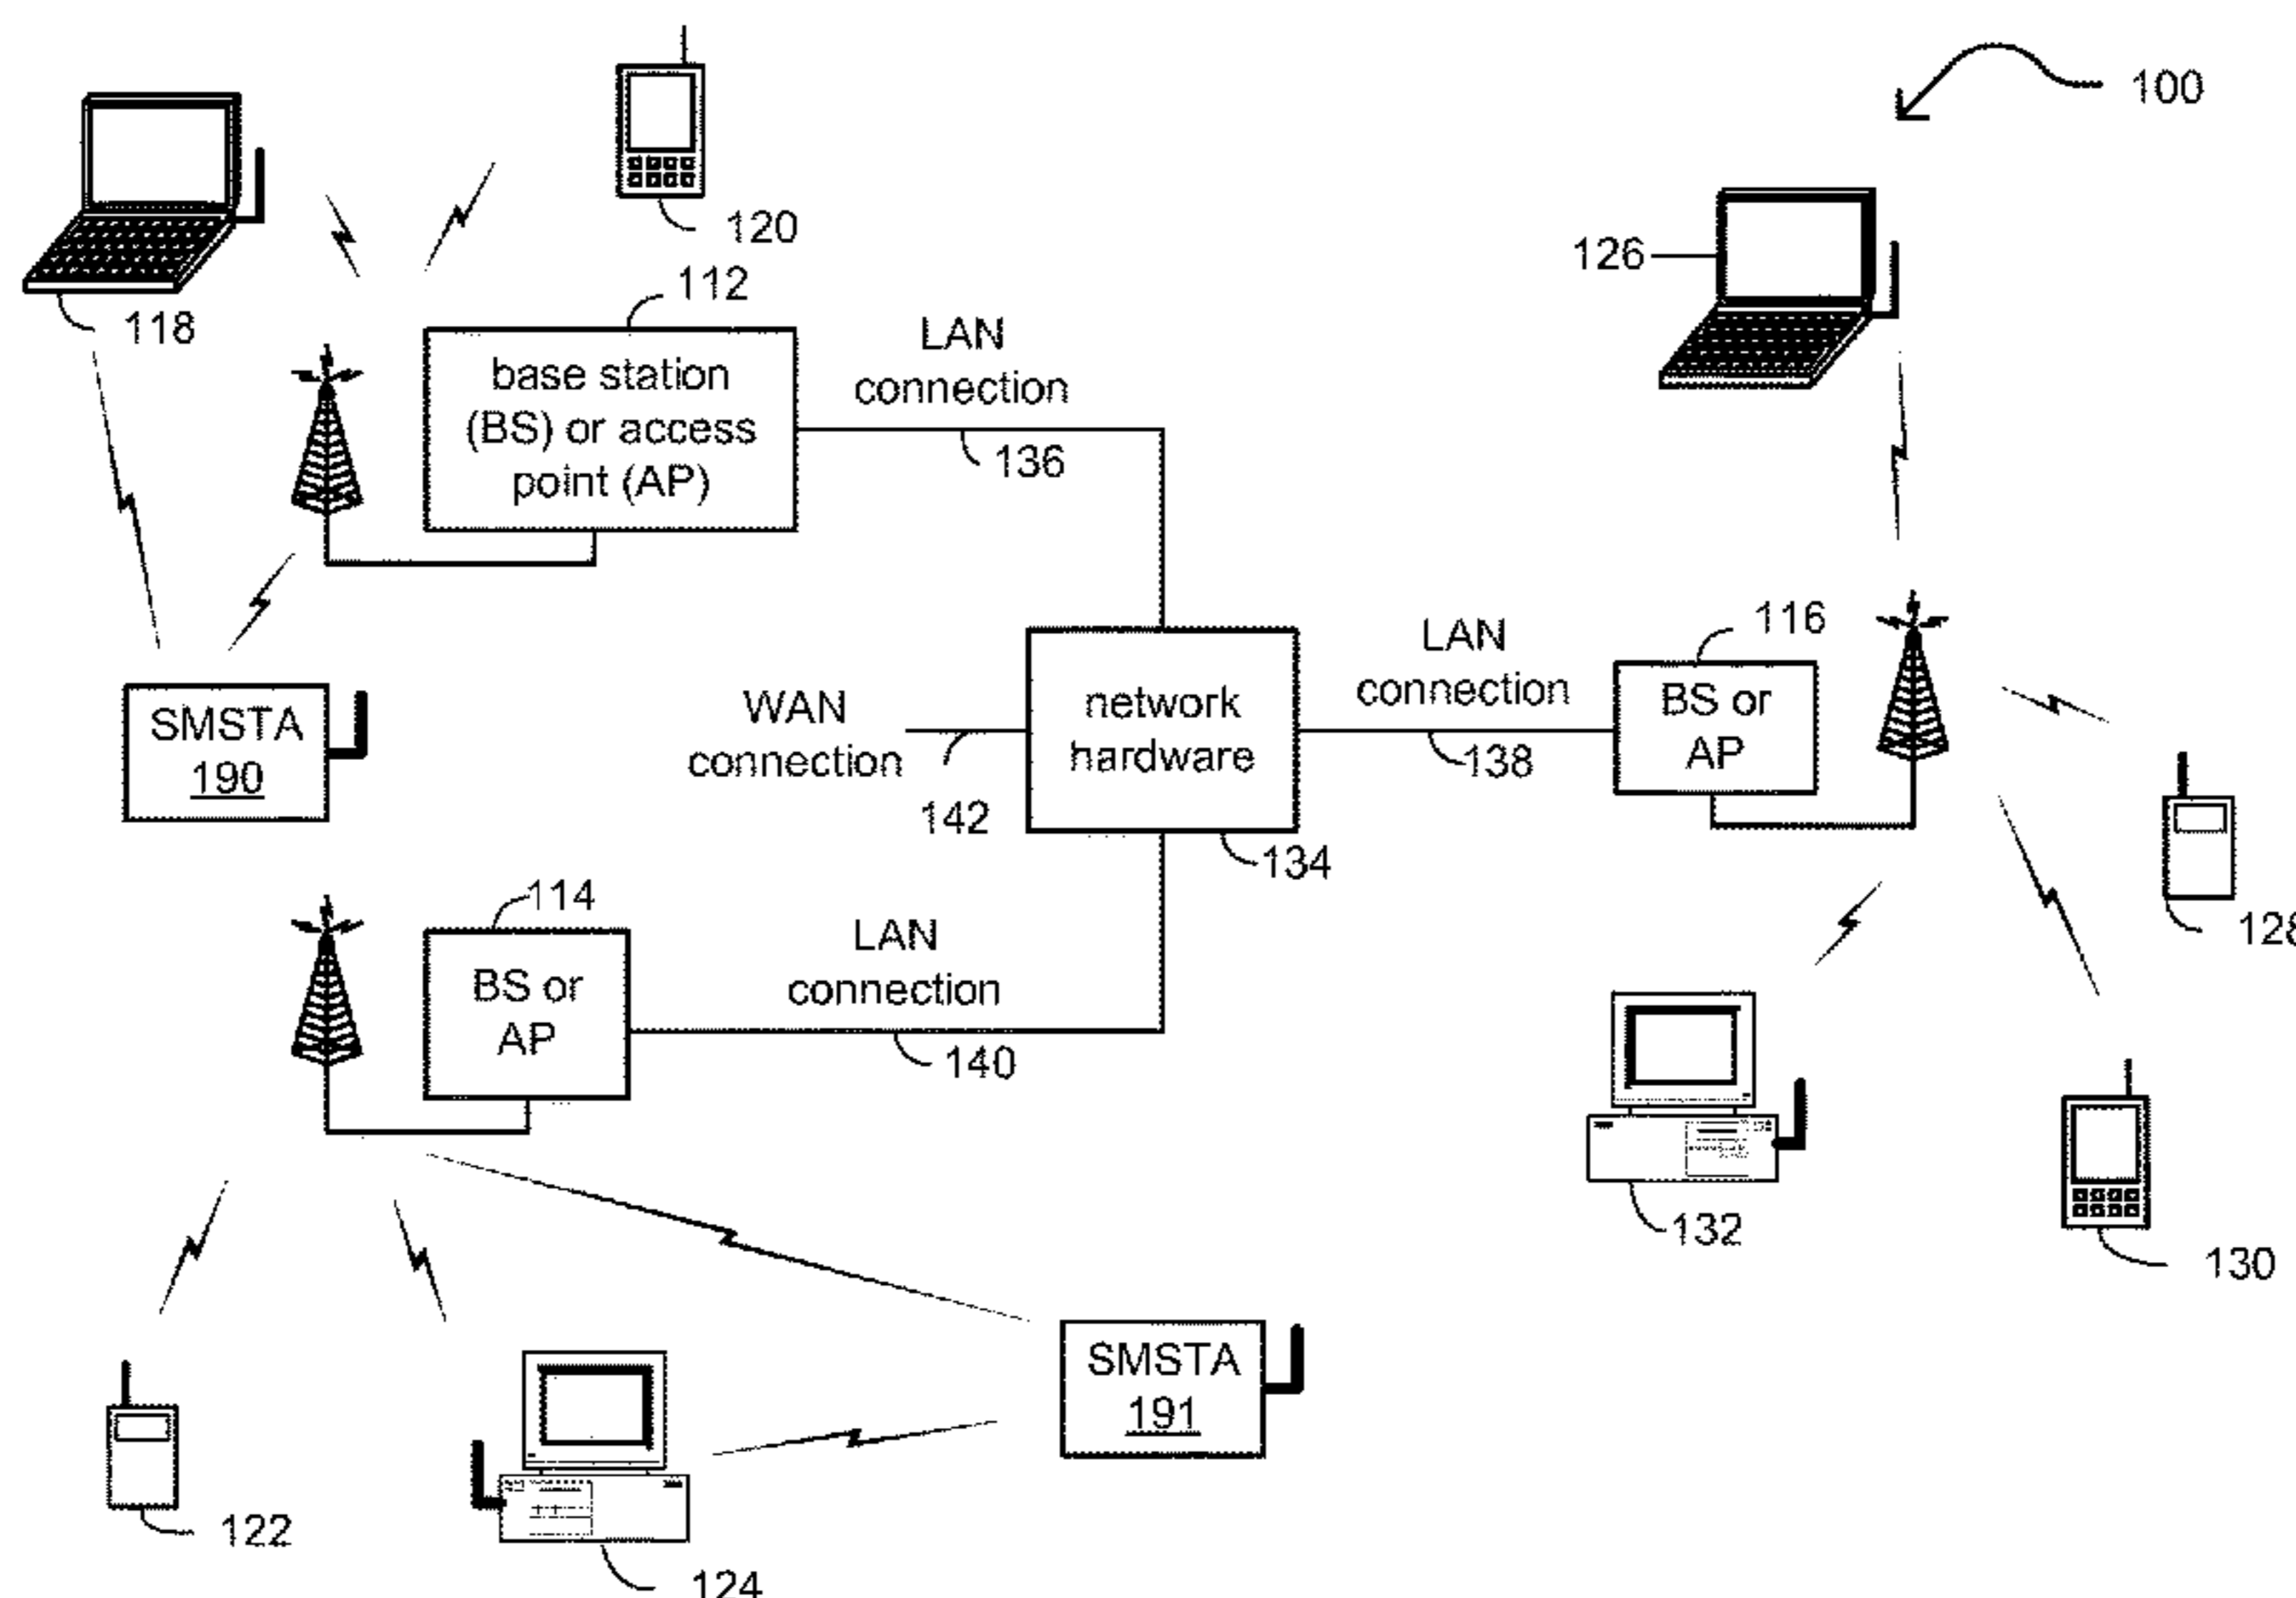 100
120
118
112
base station
(BS) or access
point (AP)
LAN
connection
136
126
SMSTA
190
WAN
connection
142
network
hardware
134
LAN
connection
138
116
BS or
AP
128
114
BS or
AP
LAN
connection
140
132
130
SMSTA
191
122
124